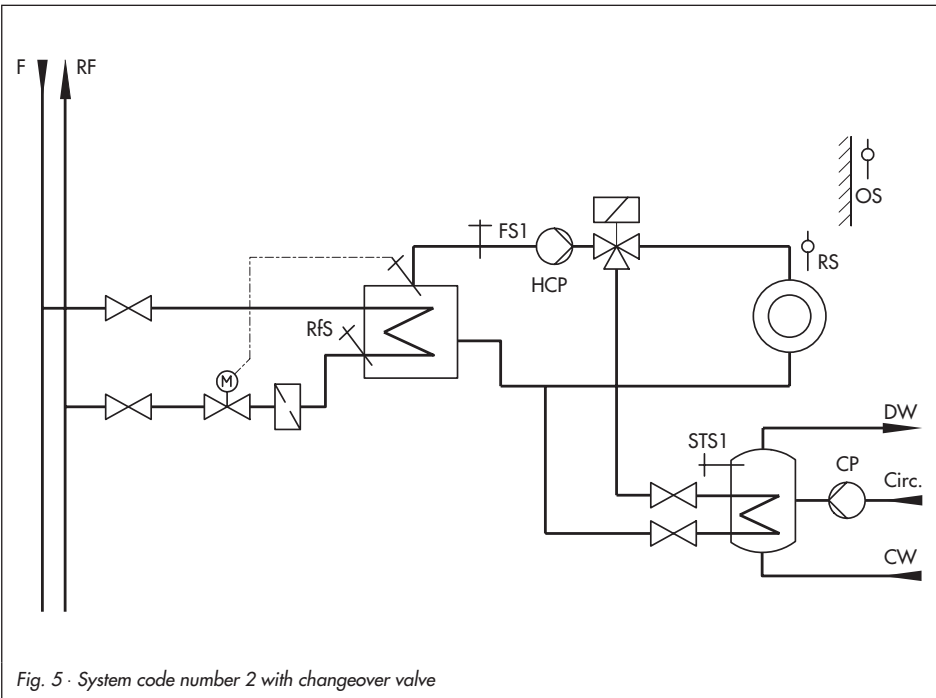 F
RF
OS
FS1
RS
HCP
RfS
M
DW
STS1
CP
Circ.
CW
Fig. 5 · System code number 2 with changeover valve